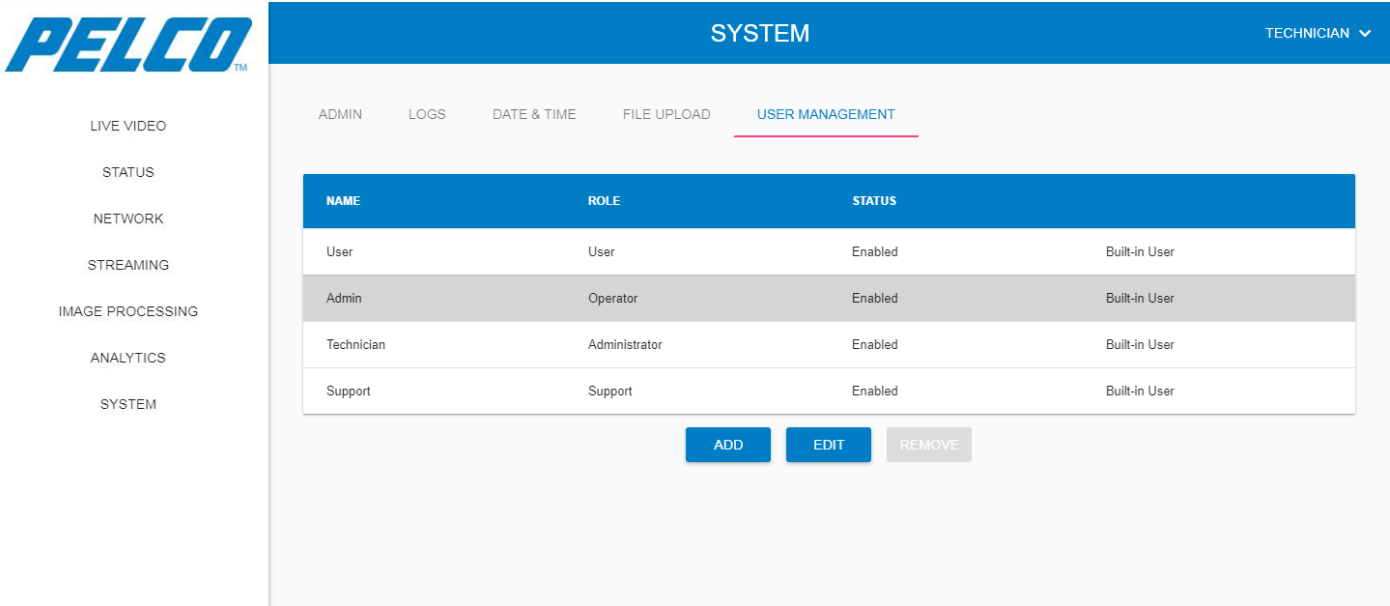 PELCO™
SYSTEM
TECHNICIAN
LIVE VIDEO
STATUS
NETWORK
STREAMING
IMAGE PROCESSING
ANALYTICS
SYSTEM
ADMIN LOGS DATE & TIME FILE UPLOAD USER MANAGEMENT
NAME ROLE STATUS
User User Enabled Built-in User
Admin Operator Enabled Built-in User
Technician Administrator Enabled Built-in User
Support Support Enabled Built-in User
ADD EDIT REMOVE